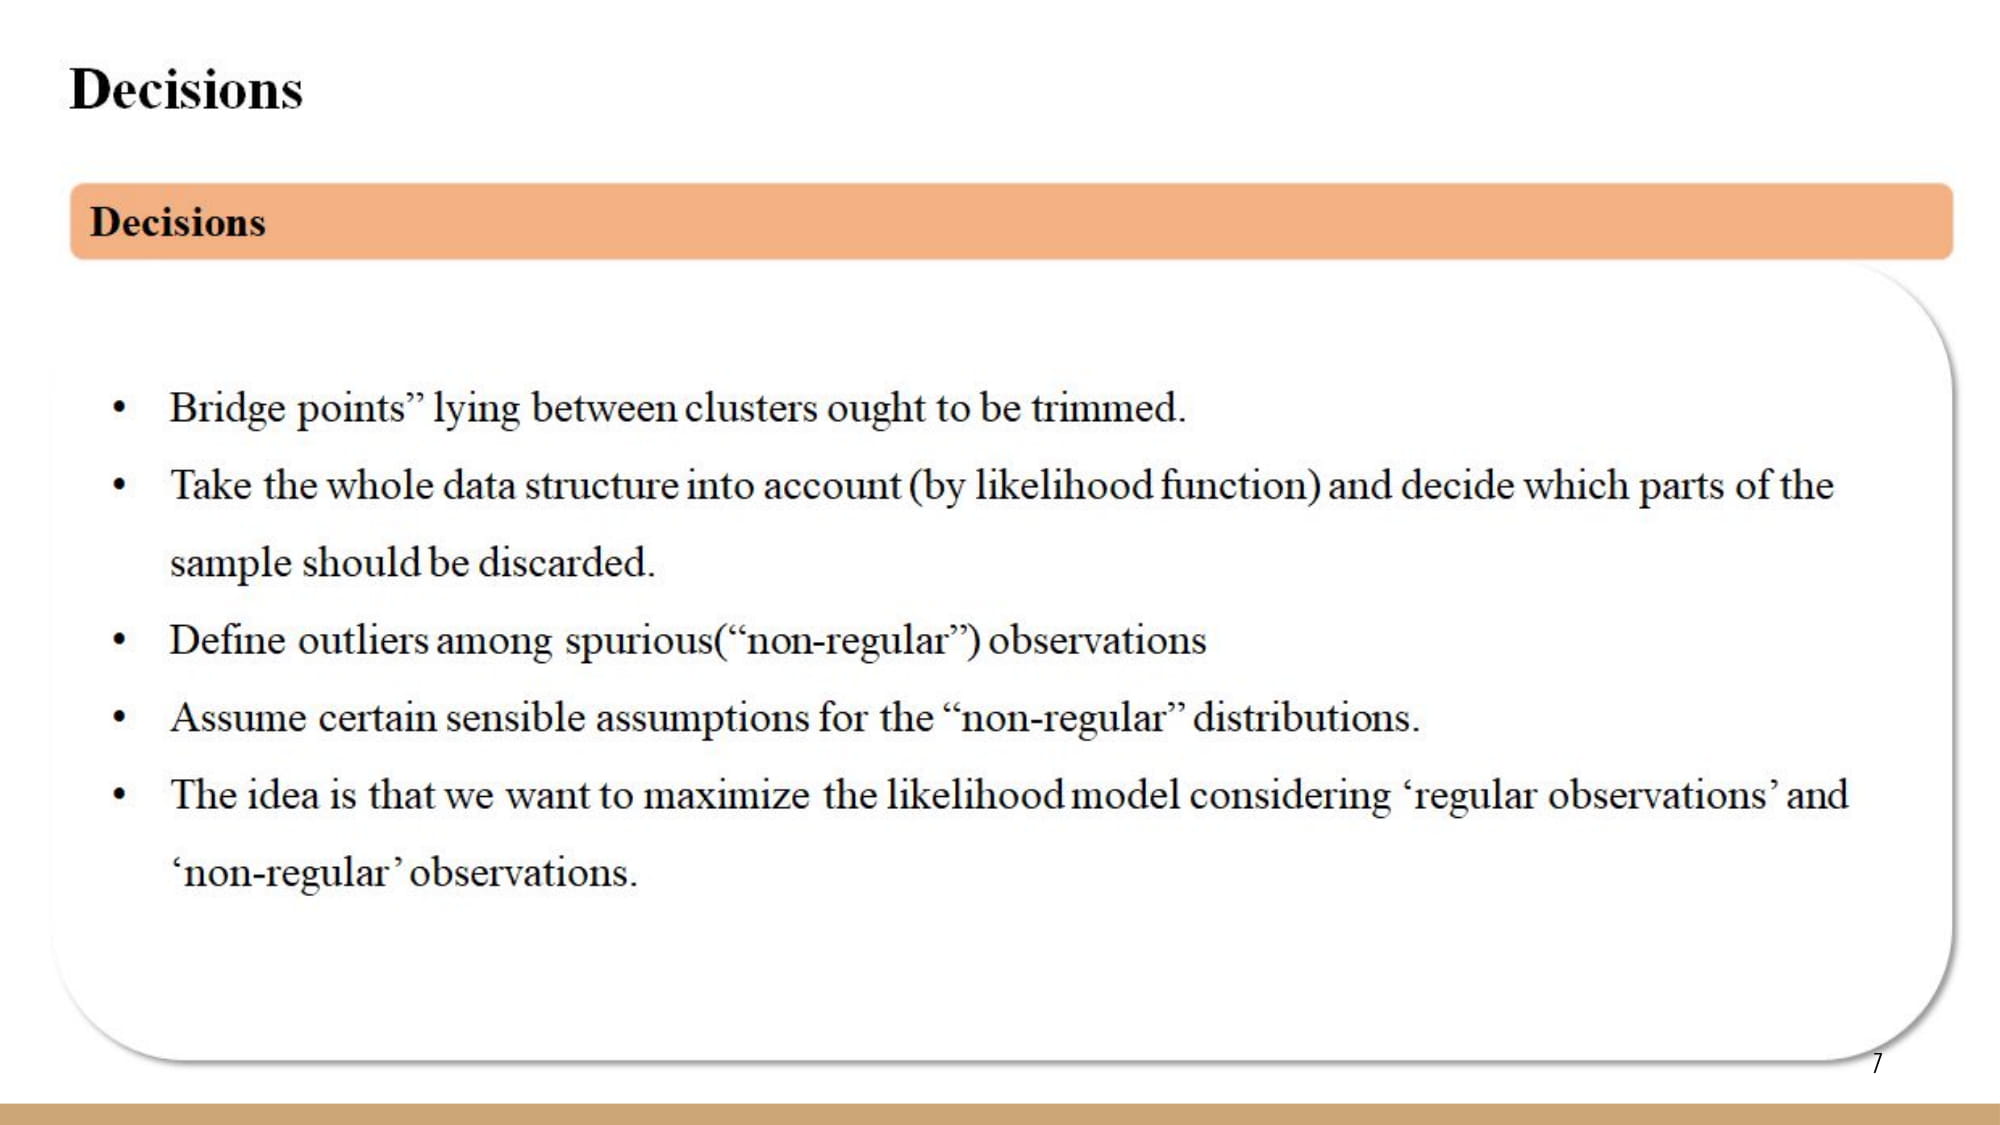 Decisions
Decisions
• Bridge points” lying between clusters ought to be trimmed.
• Take the whole data structure into account (by likelihood function) and decide which parts of the
sample should be discarded.
• Define outliers among spurious(“non-regular”) observations
• Assume certain sensible assumptions for the “non-regular” distributions.
• The idea is that we want to maximize the likelihood model considering ‘regular observations’ and
‘non-regular’ observations.
7